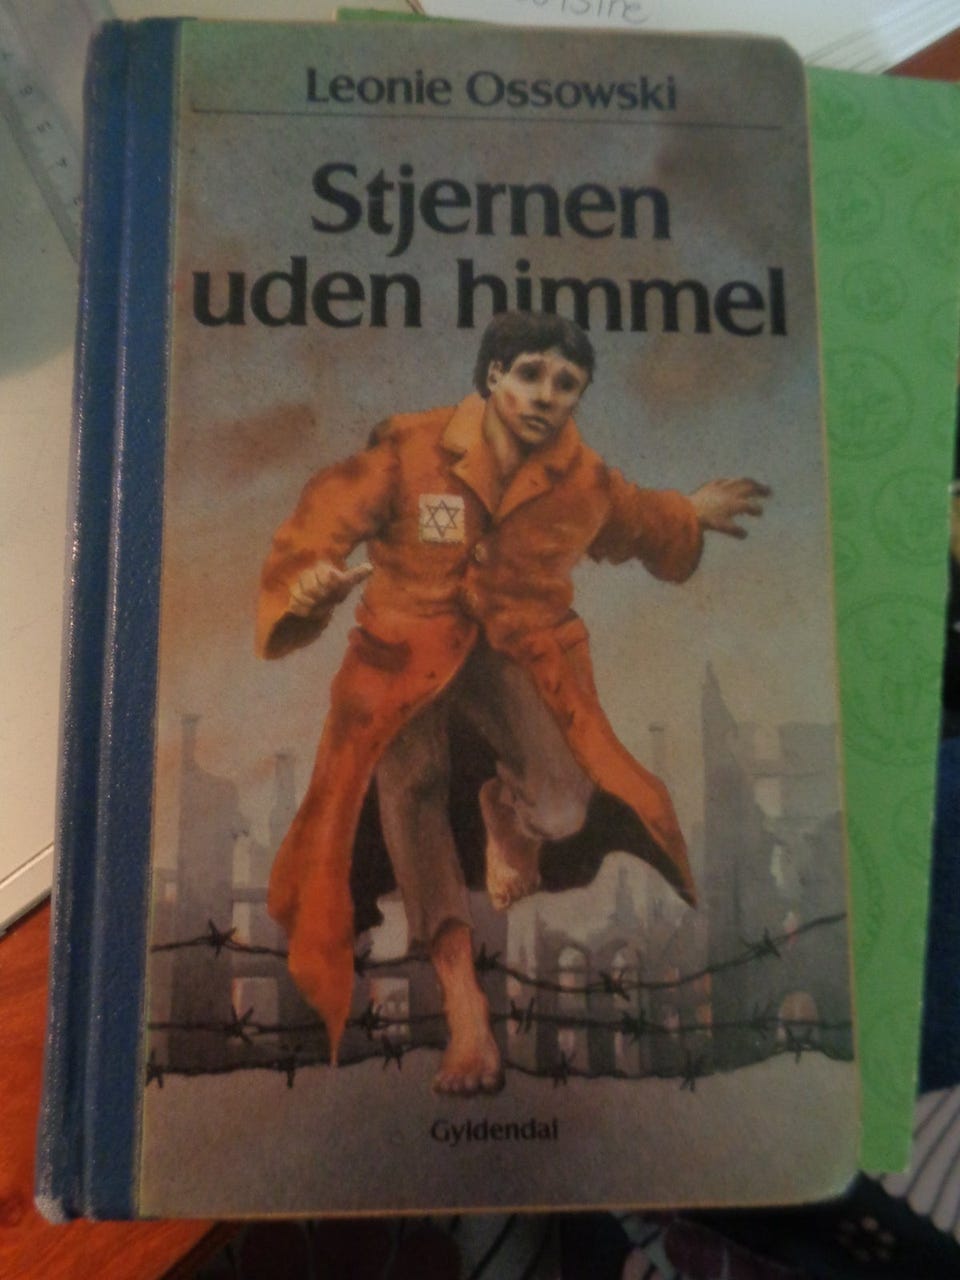 Leonie Ossowski
Stjernen
uden himmel
Gyldendal